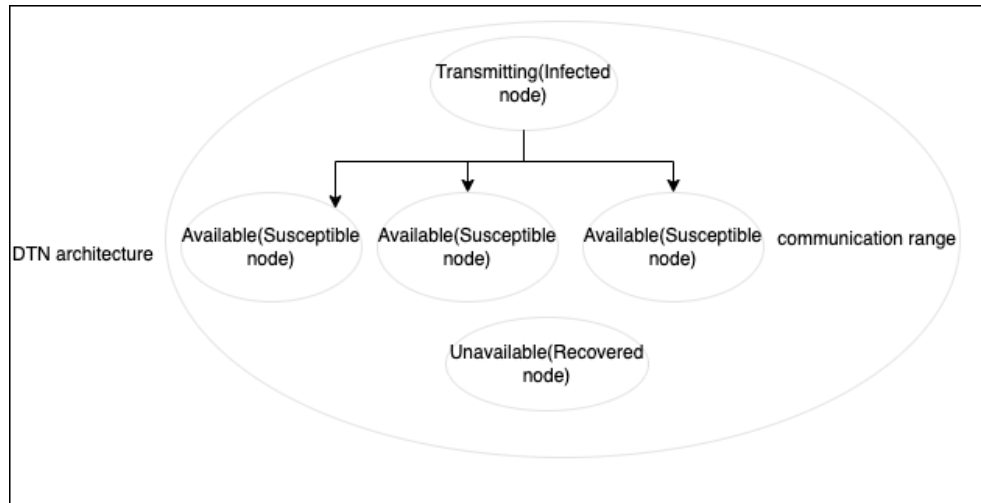 Transmitting(Infected
node)
Available(Susceptible
node)
Available(Susceptible
node)
Available(Susceptible
node)
communication range
DTN architecture
Unavailable(Recovered
node)